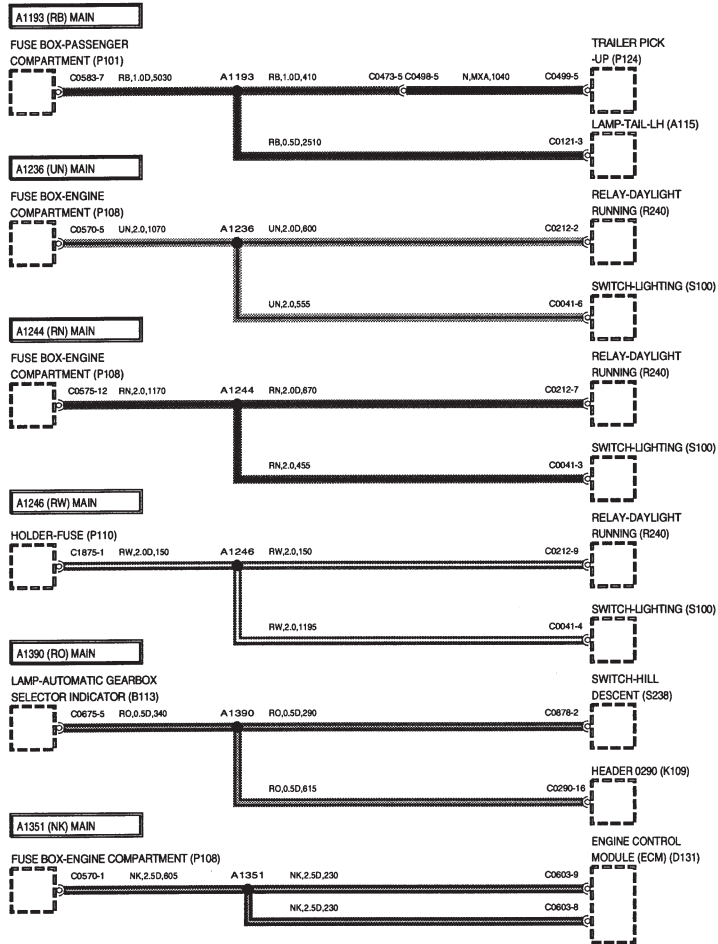 A1193 (RB) MAIN
FUSE BOX-PASSENGER
COMPARTMENT (P101)
TRAILER PICK
-UP (P124)
C0583-7 RB,1.0D,5030 A1193 RB,1.0D,410 C0473-5 C0498-5 N,MXA,1040 C0499-5
LAMP-TAIL-LH (A115)
RB,0.5D,2510 C0121-3
A1236 (UN) MAIN
FUSE BOX-ENGINE
COMPARTMENT (P108)
RELAY-DAYLIGHT
RUNNING (R240)
C0570-5 UN,2.0,1070 A1236 UN,2.0D,600 C0212-2
SWITCH-LIGHTING (S100)
UN,2.0,555 C0041-6
A1244 (RN) MAIN
FUSE BOX-ENGINE
COMPARTMENT (P108)
RELAY-DAYLIGHT
RUNNING (R240)
C0575-12 RN,2.0,1170 A1244 RN,2.0D,670 C0212-7
SWITCH-LIGHTING (S100)
RN,2.0,455 C0041-3
A1246 (RW) MAIN
HOLDER-FUSE (P110)
RELAY-DAYLIGHT
RUNNING (R240)
C1875-1 RW,2.0D,150 A1246 RW,2.0,150 C0212-9
SWITCH-LIGHTING (S100)
RW,2.0,1195 C0041-4
A1390 (RO) MAIN
LAMP-AUTOMATIC GEARBOX
SELECTOR INDICATOR (B113)
SWITCH-HILL
DESCENT (S238)
C0675-5 RO,0.5D,340 A1390 RO,0.5D,290 C0878-2
HEADER 0290 (K109)
RO,0.5D,615 C0290-16
A1351 (NK) MAIN
FUSE BOX-ENGINE COMPARTMENT (P108)
ENGINE CONTROL
MODULE (ECM) (D131)
C0570-1 NK,2.5D,605 A1351 NK,2.5D,230 C0603-9
NK,2.5D,230 C0603-8